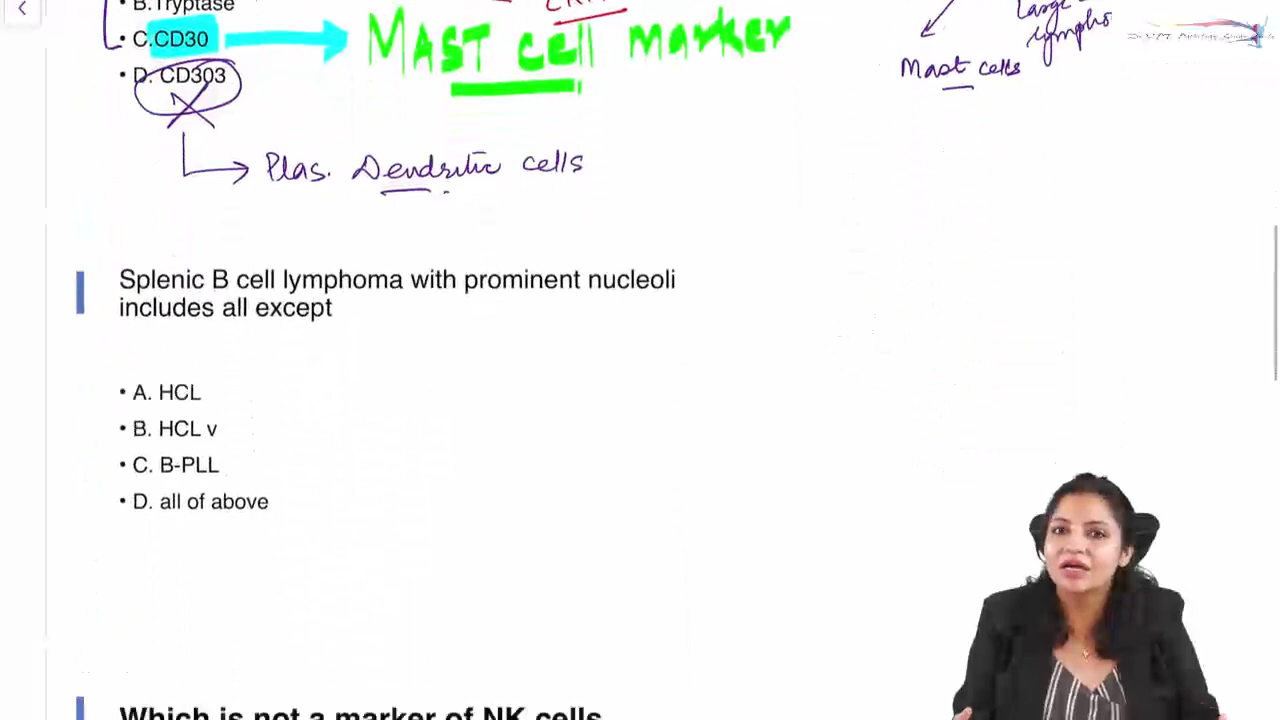 • B.Tryptase
• C.CD30
MAST cell marker
Large
lympho
Mast cells
• D. CD303
Plas. Dendritic cells
Splenic B cell lymphoma with prominent nucleoli
includes all except
• A. HCL
• B. HCL v
• C. B-PLL
• D. all of above
Which is not a marker of NK cells